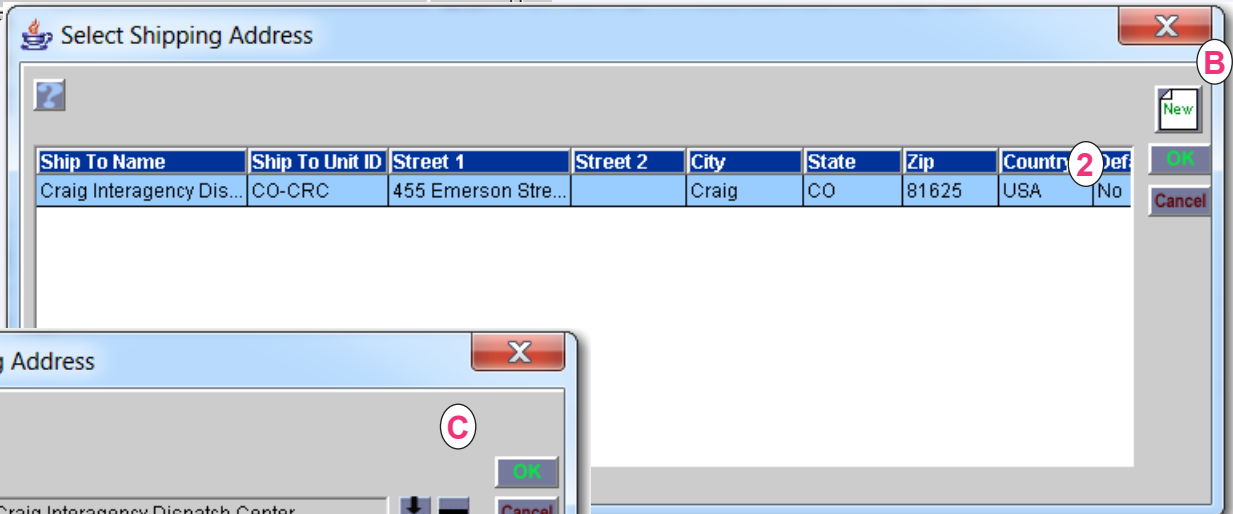 Select Shipping Address
X
B
?
New
Ship To Name Ship To Unit ID Street 1 Street 2 City State Zip Country 2 Defa OK
Craig Interagency Dis... CO-CRC 455 Emerson Stre... Craig CO 81625 USA No
Cancel
g Address
X
C
OK
Craig Interagency Dispatch Center
Cancel